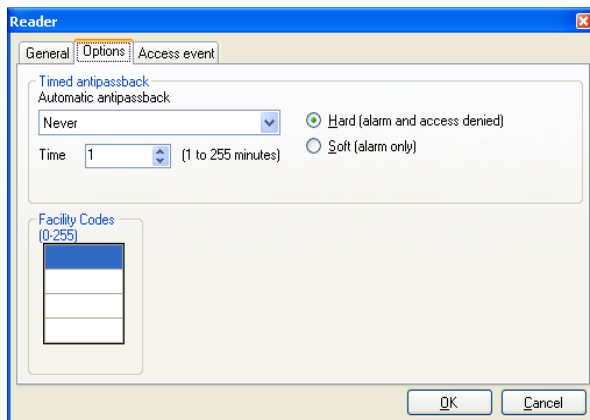 Reader
General Options Access event
Timed antipassback
Automatic antipassback
Never
Hard (alarm and access denied)
Time 1 (1 to 255 minutes)
Soft (alarm only)
Facility Codes
(0-255)
OK Cancel